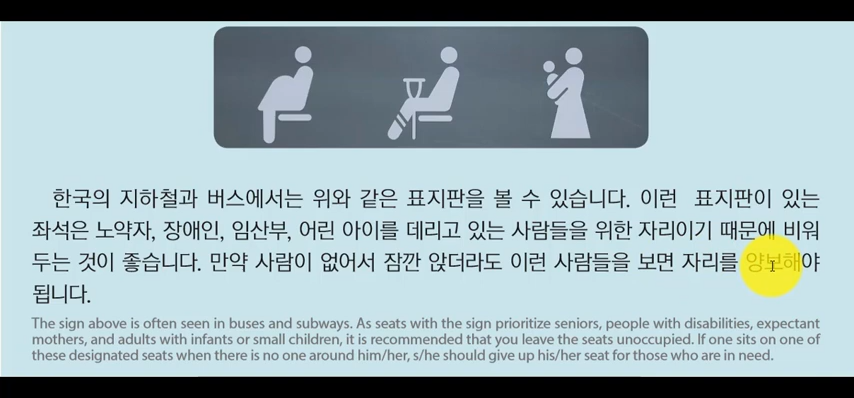 한국의 지하철과 버스에서는 위와 같은 표지판을 볼 수 있습니다. 이런 표지판이 있는
좌석은 노약자, 장애인, 임산부, 어린 아이를 데리고 있는 사람들을 위한 자리이기 때문에 비워
두는 것이 좋습니다. 만약 사람이 없어서 잠깐 앉더라도 이런 사람들을 보면 자리를 양보해야
됩니다.
The sign above is often seen in buses and subways. As seats with the sign prioritize seniors, people with disabilities, expectant
mothers, and adults with infants or small children, it is recommended that you leave the seats unoccupied. If one sits on one of
these designated seats when there is no one around him/her, s/he should give up his/her seat for those who are in need.